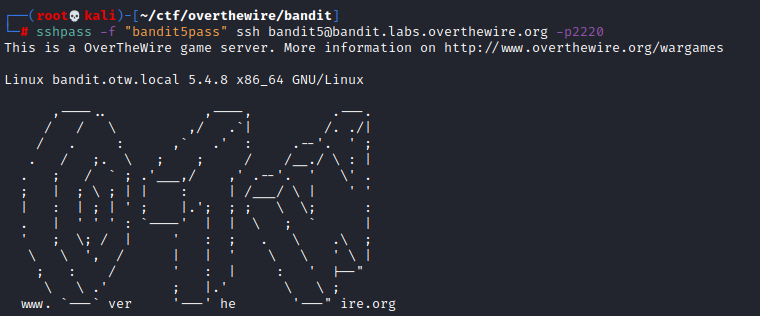 ┌──(root💀kali)-[~/ctf/overthewire/bandit]
└─# sshpass -f "bandit5pass" ssh bandit5@bandit.labs.overthewire.org -p2220
This is a OverTheWire game server. More information on http://www.overthewire.org/wargames
Linux bandit.otw.local 5.4.8 x86_64 GNU/Linux
www. ver he ire.org